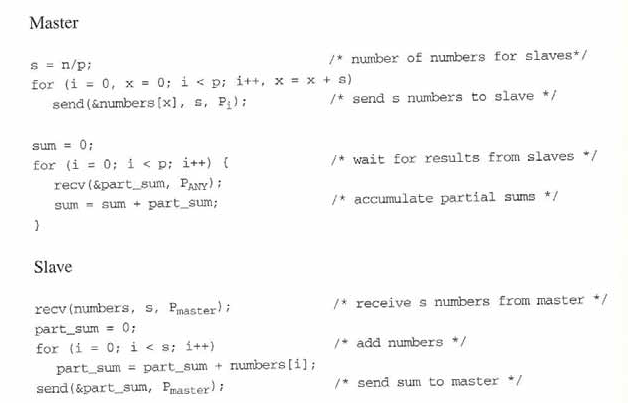 Master
s = n/p; /* number of numbers for slaves*/
for (i = 0, x = 0; i < p; i++, x = x + s)
send(&numbers[x], s, Pi); /* send s numbers to slave */
sum = 0;
for (i = 0; i < p; i++) { /* wait for results from slaves */
recv(&part_sum, PANY);
sum = sum + part_sum; /* accumulate partial sums */
}
Slave
recv(numbers, s, Pmaster); /* receive s numbers from master */
part_sum = 0;
for (i = 0; i < s; i++) /* add numbers */
part_sum = part_sum + numbers[i];
send(&part_sum, Pmaster); /* send sum to master */